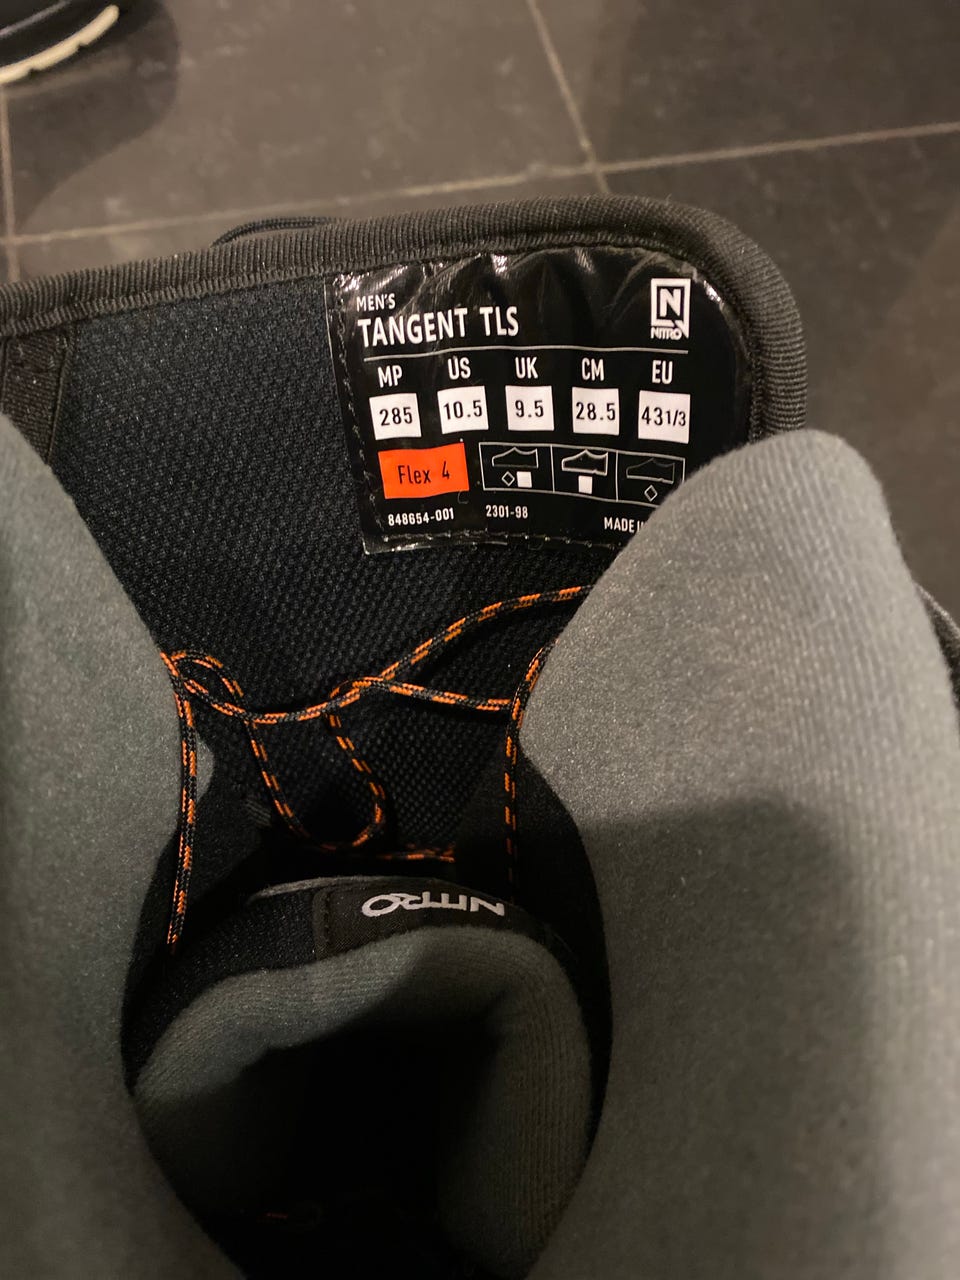 MEN'S
TANGENT TLS
N
NITRO
MP US UK CM EU
285 10.5 9.5 28.5 43 1/3
Flex 4
848654-001 2301-98 MADE
NITRO